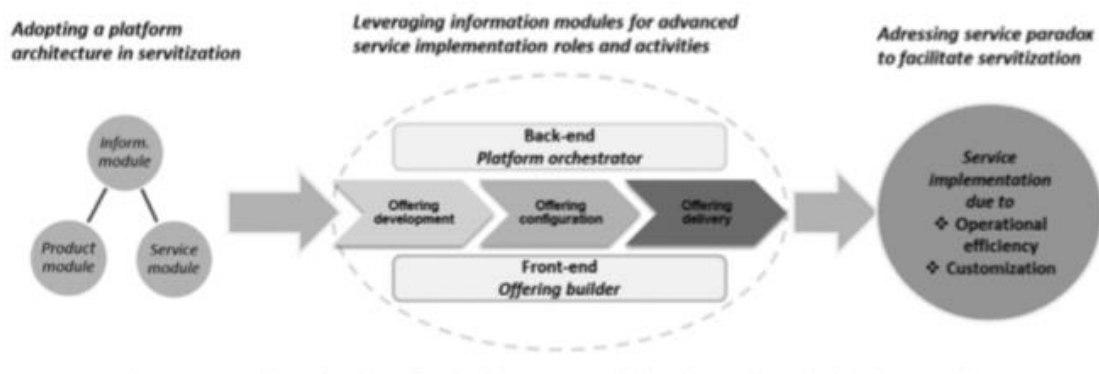 Adopting a platform
architecture in servitization
Leveraging information modules for advanced
service implementation roles and activities
Adressing service paradox
to facilitate servitization
Inform.
module
Product
module
Service
module
Back-end
Platform orchestrator
Offering
development
Offering
configuration
Offering
delivery
Front-end
Offering builder
Service
implementation
due to
❖ Operational
efficiency
❖ Customization